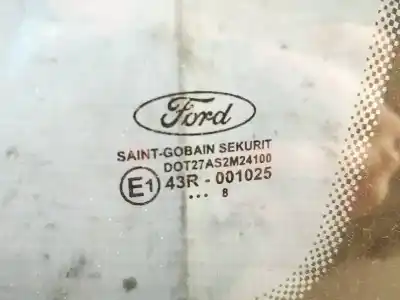 Ford
SAINT-GOBAIN SEKURIT
DOT27AS2M24100
E1 43R - 001025
... 8